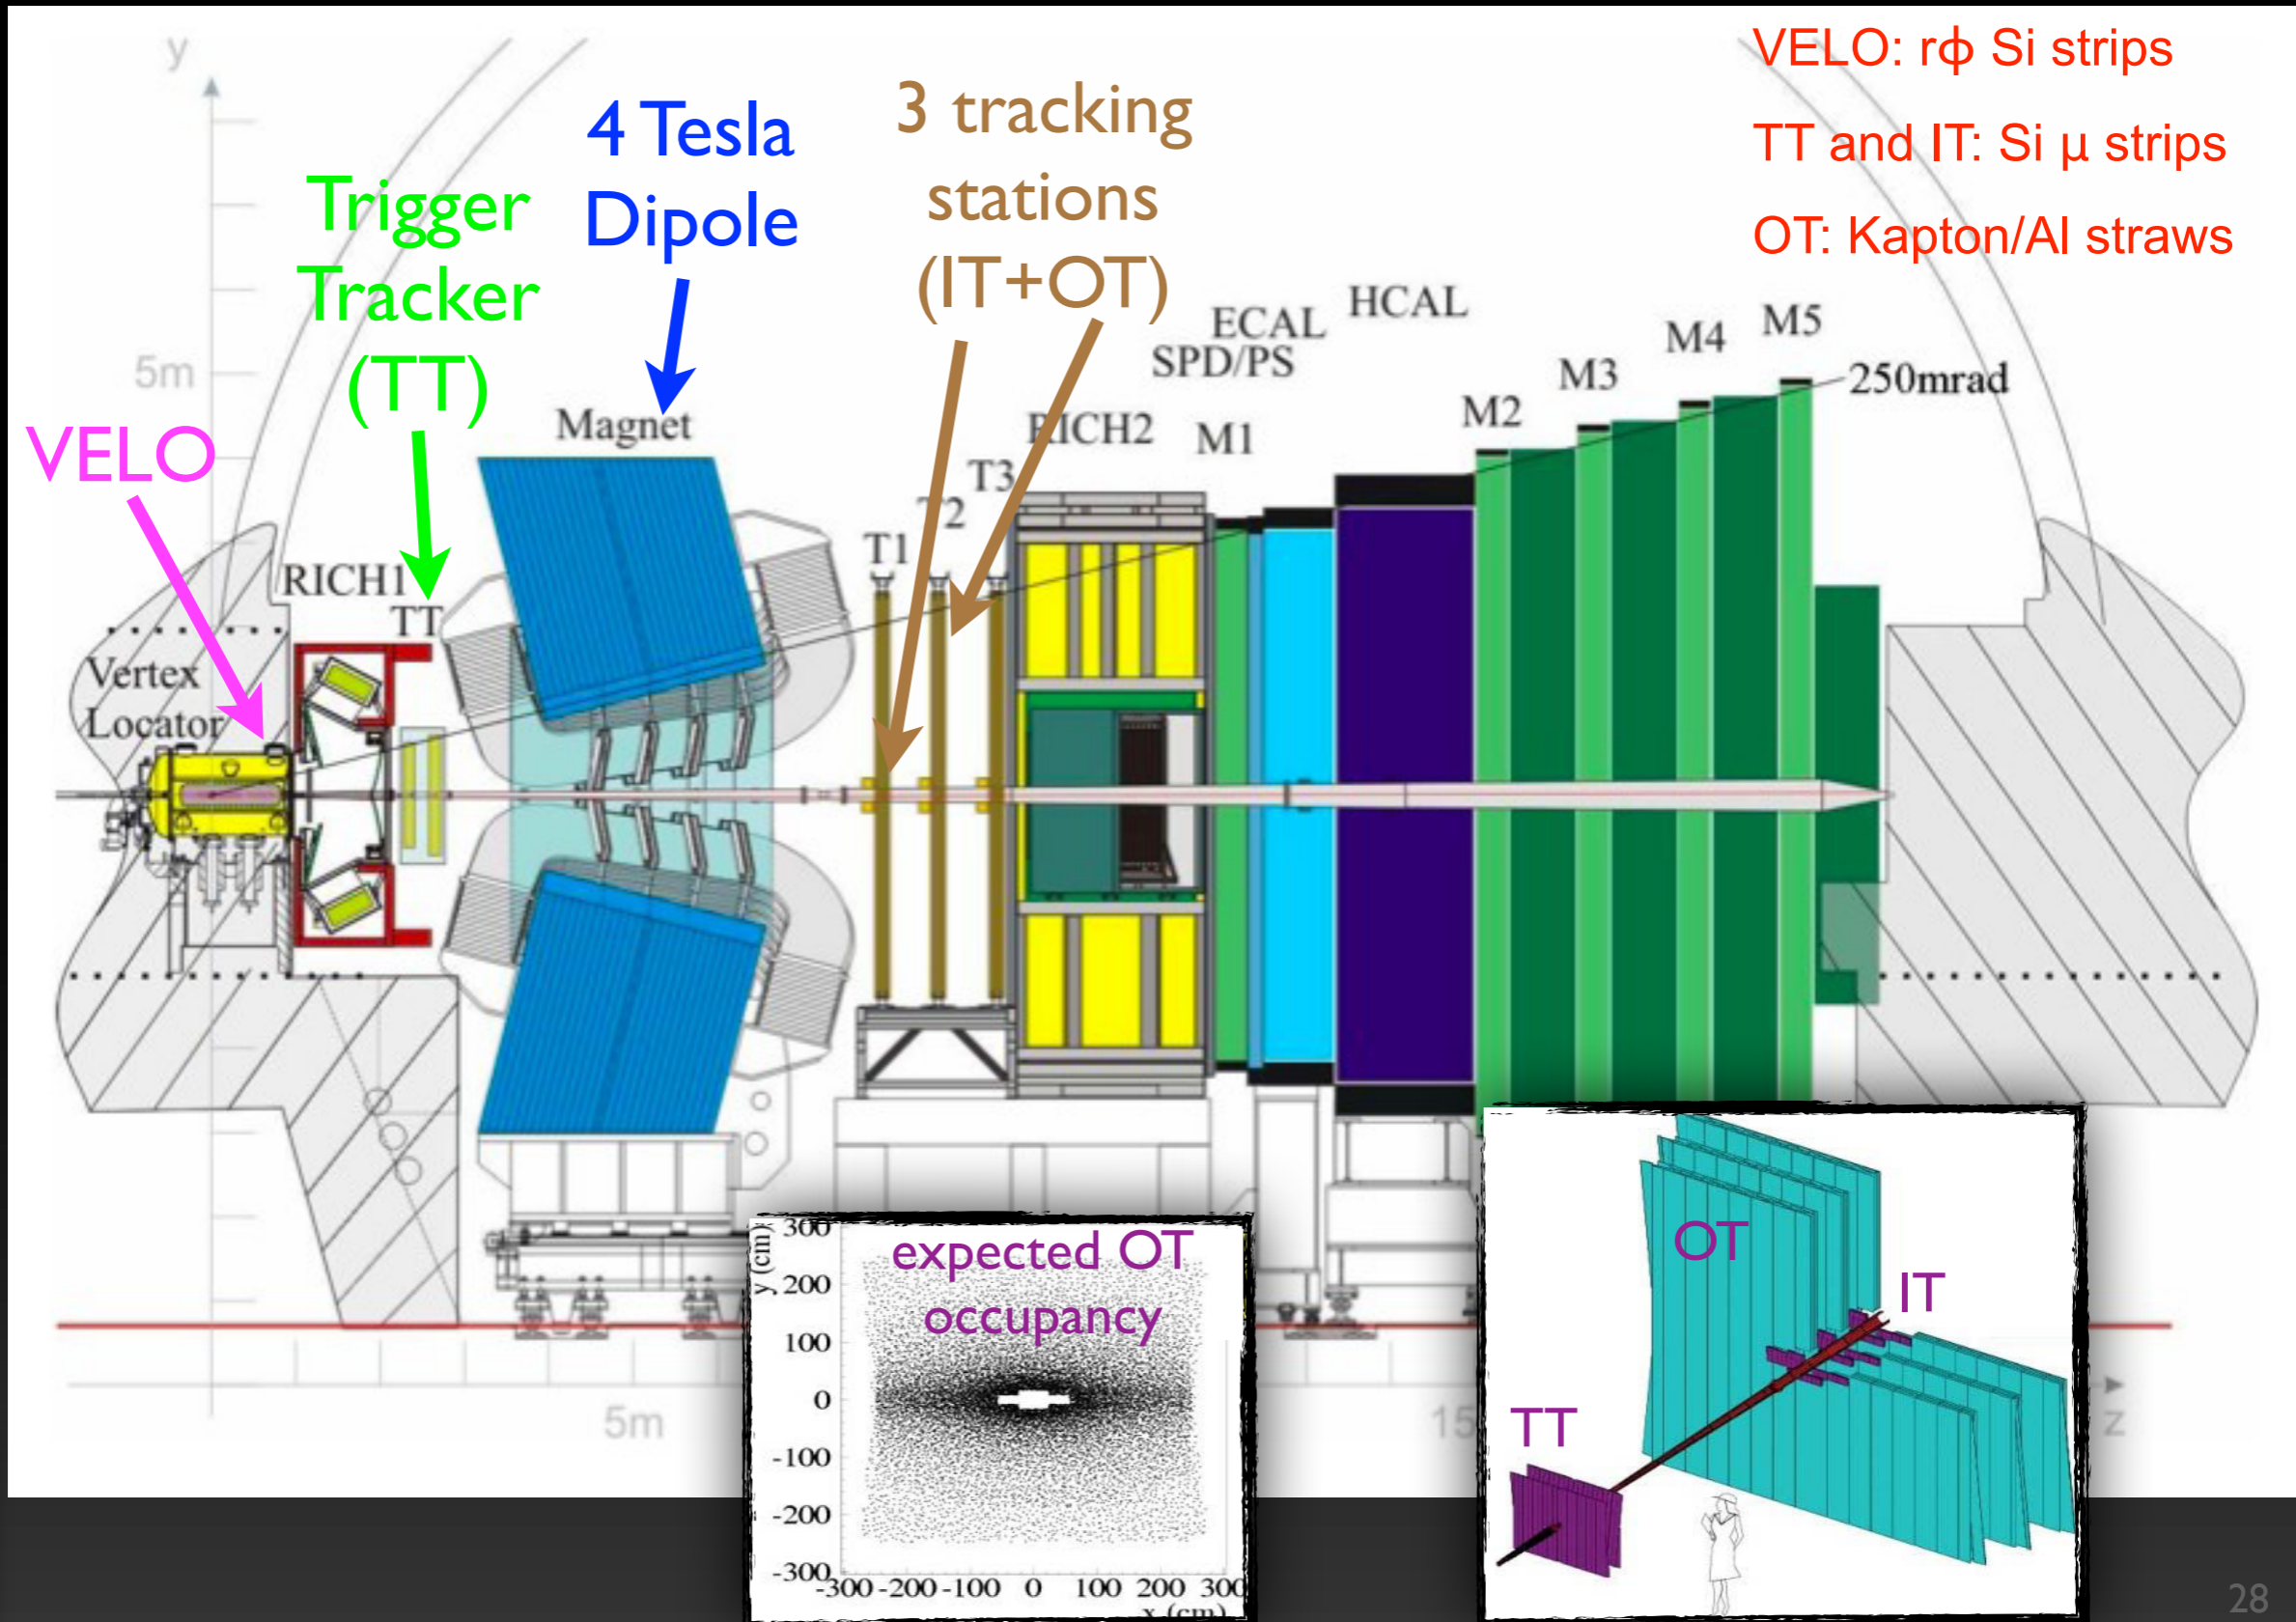 y
VELO: rϕ Si strips
TT and IT: Si μ strips
OT: Kapton/Al straws
4 Tesla
Dipole
3 tracking
stations
(IT+OT)
Trigger
Tracker
(TT)
VELO
5m
Magnet
SPD/PS
ECAL
HCAL
M1
M2
M3
M4
M5
250mrad
RICH2
T1
T2
T3
RICH1
TT
Vertex
Locator
5m
15
z
expected OT
occupancy
y (cm)
300
200
100
0
-100
-200
-300
-300 -200 -100 0 100 200 300
x (cm)
OT
IT
TT
28